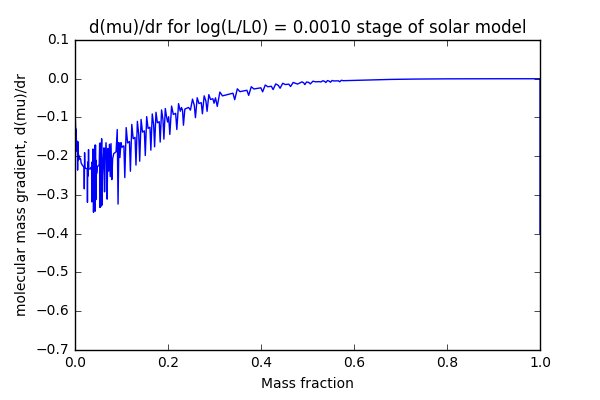 d(mu)/dr for log(L/L0) = 0.0010 stage of solar model
0.1
0.0
−0.1
−0.2
−0.3
−0.4
−0.5
−0.6
−0.7
molecular mass gradient, d(mu)/dr
0.0 0.2 0.4 0.6 0.8 1.0
Mass fraction